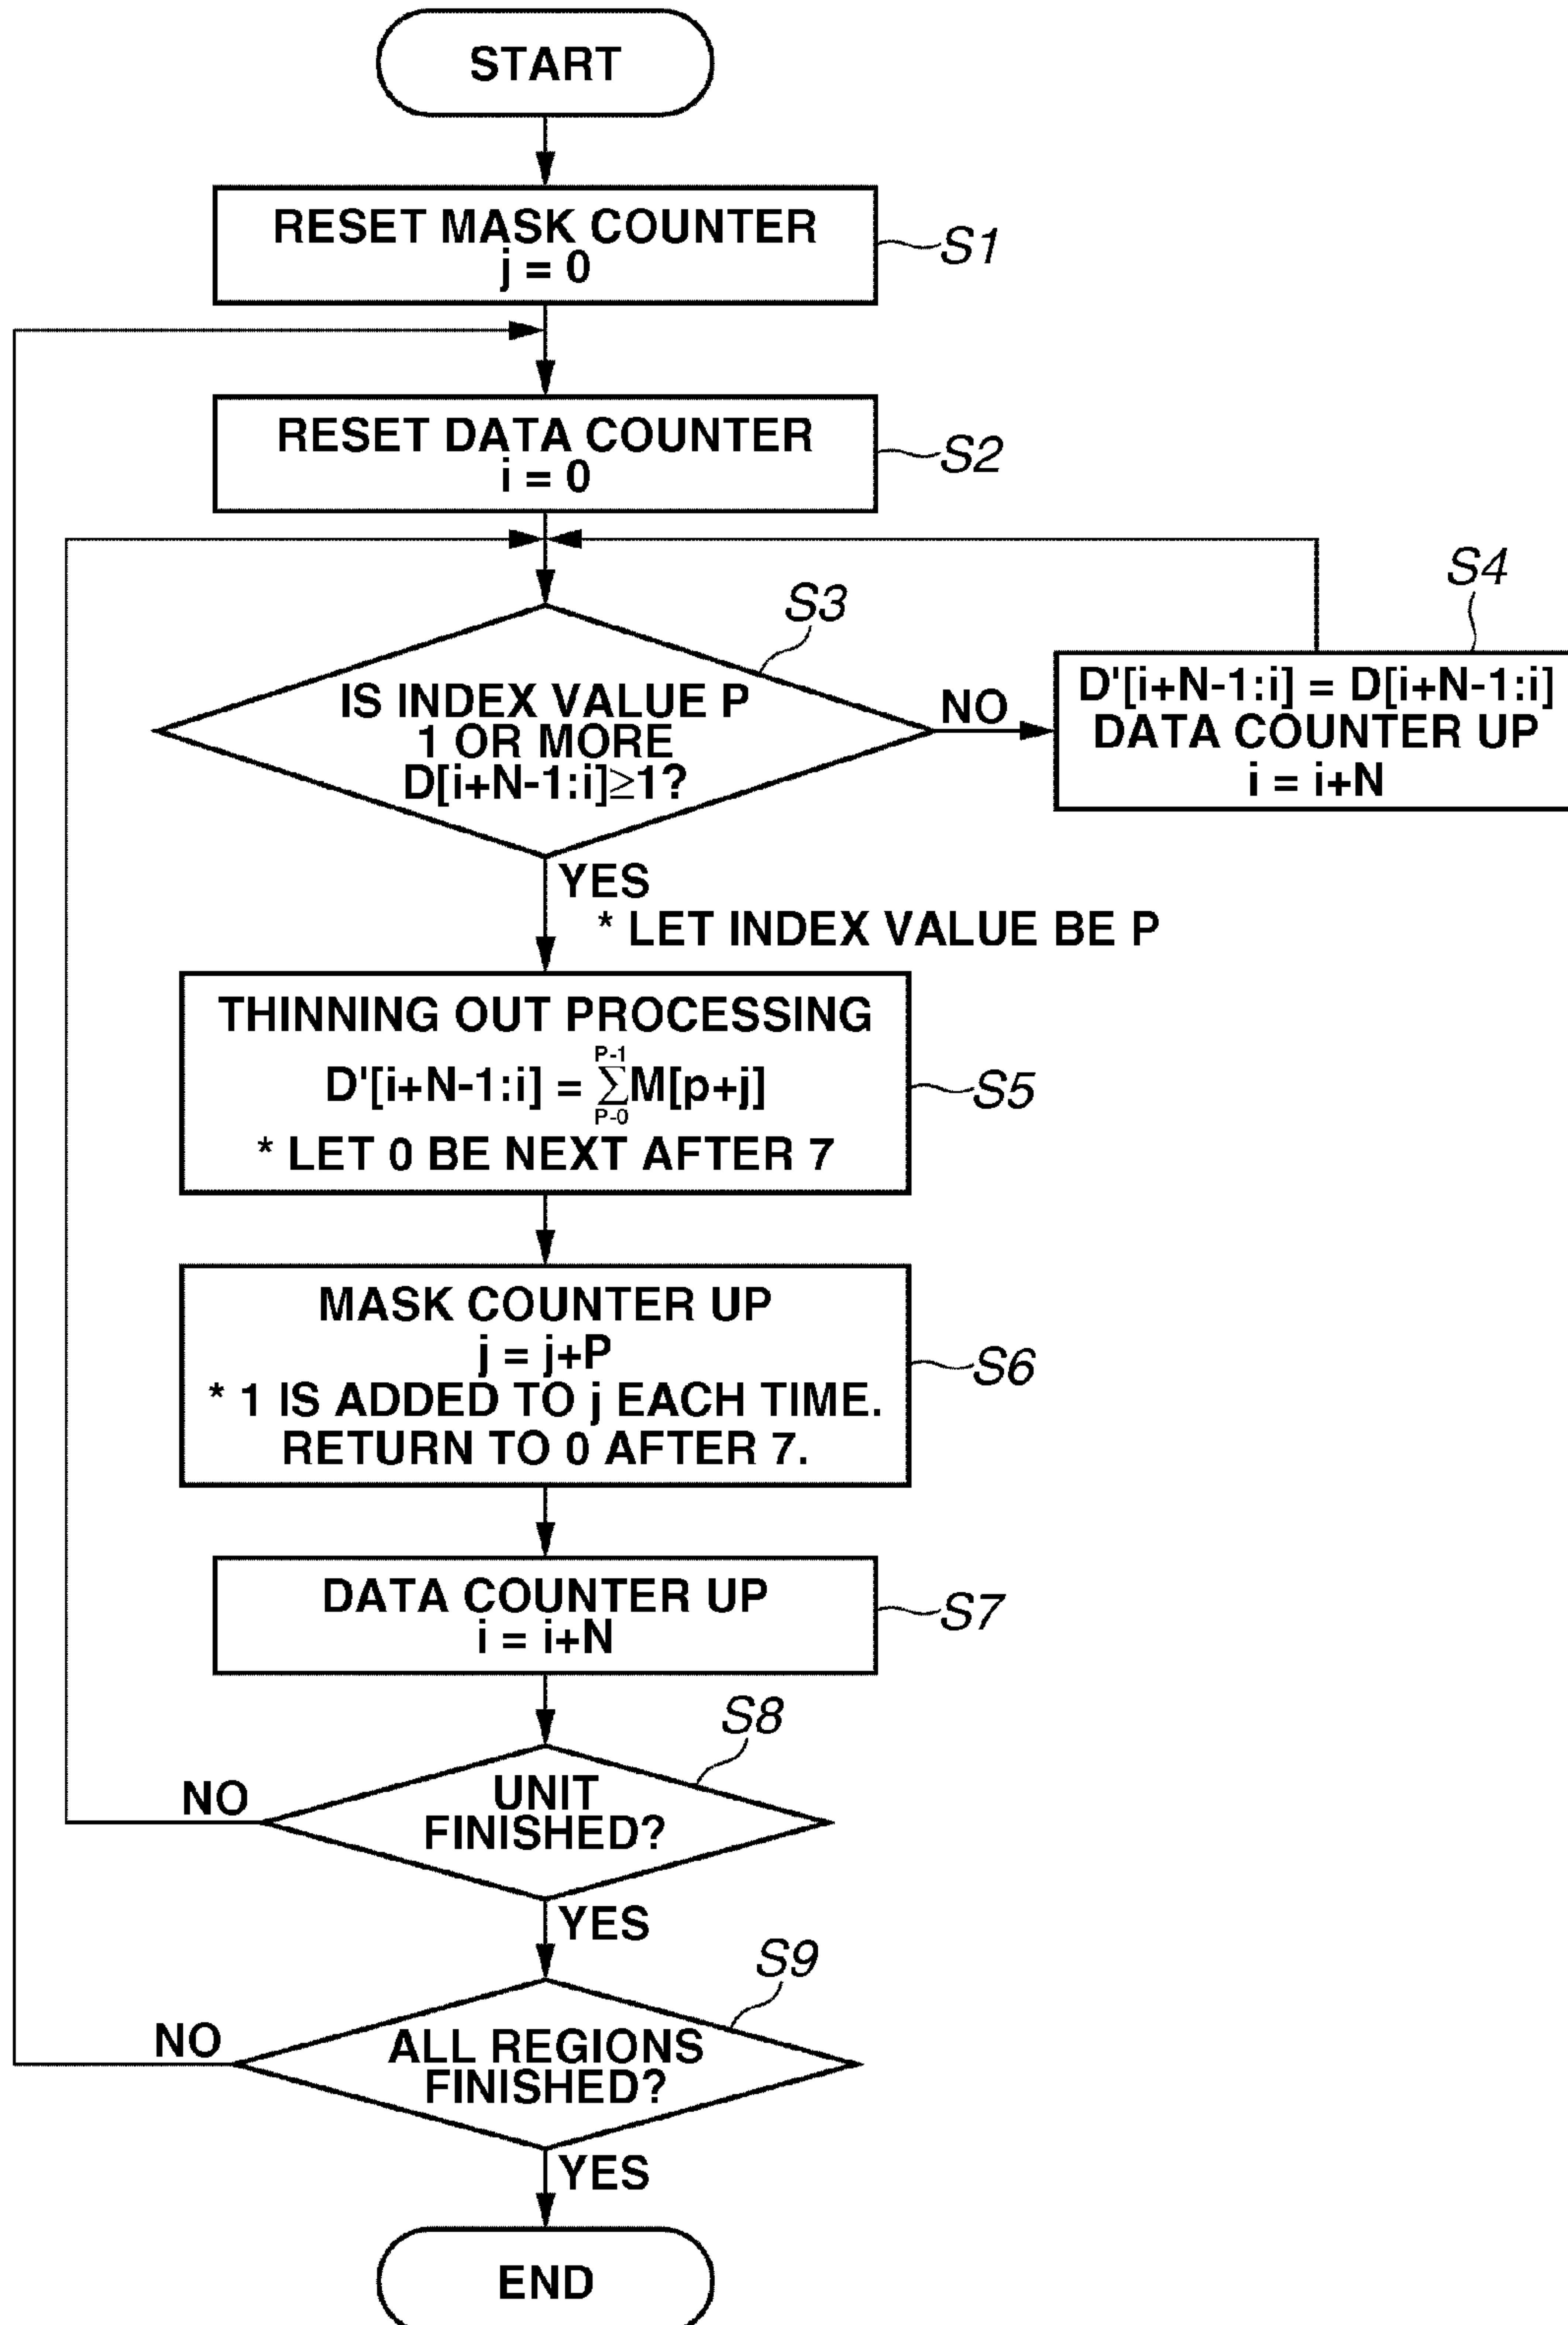 START
RESET MASK COUNTER
j = 0
S1
RESET DATA COUNTER
i = 0
S2
S3
IS INDEX VALUE P
1 OR MORE
D[i+N-1:i]≥1?
NO
S4
D'[i+N-1:i] = D[i+N-1:i]
DATA COUNTER UP
i = i+N
YES
* LET INDEX VALUE BE P
THINNING OUT PROCESSING
P-1
D'[i+N-1:i] = ΣM[p+j]
P-0
* LET 0 BE NEXT AFTER 7
S5
MASK COUNTER UP
j = j+P
* 1 IS ADDED TO j EACH TIME.
RETURN TO 0 AFTER 7.
S6
DATA COUNTER UP
i = i+N
S7
S8
UNIT
FINISHED?
NO
YES
S9
ALL REGIONS
FINISHED?
NO
YES
END